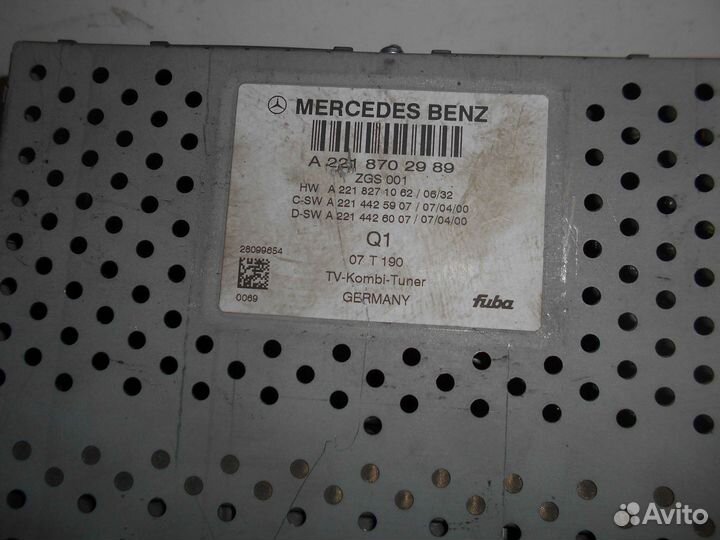 MERCEDES BENZ
A 221 870 29 89
ZGS 001
HW A 221 827 10 62 / 06/32
C-SW A 221 442 59 07 / 07/04/00
D-SW A 221 442 60 07 / 07/04/00
Q1
28099654
07 T 190
TV-Kombi-Tuner
0069
GERMANY
fuba
Avito